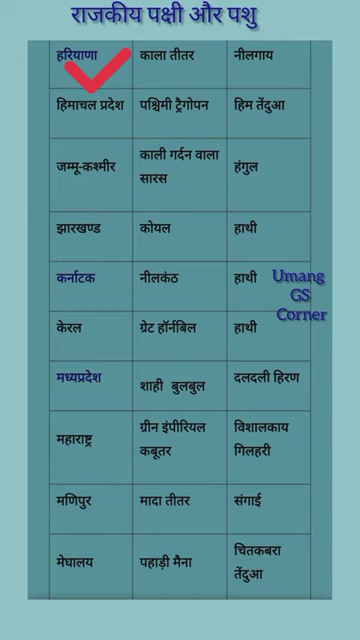 राजकीय पक्षी और पशु
हरियाणा काला तीतर नीलगाय
हिमाचल प्रदेश पश्चिमी ट्रैगोपन हिम तेंदुआ
जम्मू-कश्मीर काली गर्दन वाला सारस हंगुल
झारखण्ड कोयल हाथी
कर्नाटक नीलकंठ हाथी
Umang
GS
Corner
केरल ग्रेट हॉर्नबिल हाथी
मध्यप्रदेश शाही बुलबुल दलदली हिरण
महाराष्ट्र ग्रीन इंपीरियल कबूतर विशालकाय गिलहरी
मणिपुर मादा तीतर संगाई
मेघालय पहाड़ी मैना चितकबरा तेंदुआ